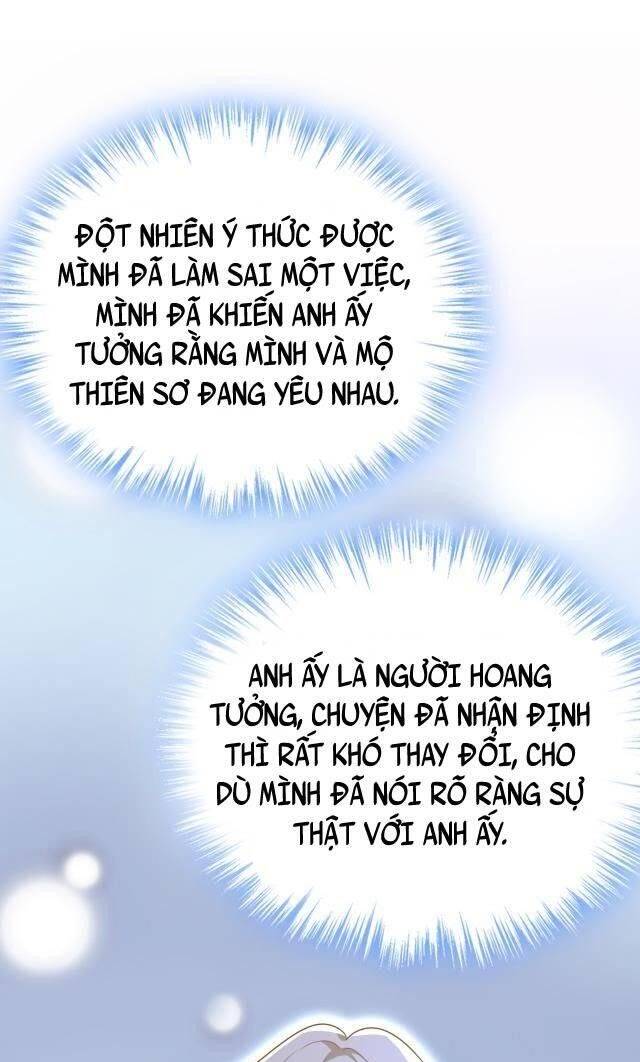 ĐỘT NHIÊN Ý THỨC ĐƯỢC
MÌNH ĐÃ LÀM SAI MỘT VIỆC,
MÌNH ĐÃ KHIẾN ANH ẤY
TƯỞNG RẰNG MÌNH VÀ MỘ
THIÊN SƠ ĐANG YÊU NHAU.
ANH ẤY LÀ NGƯỜI HOANG
TƯỞNG, CHUYỆN ĐÃ NHẬN ĐỊNH
THÌ RẤT KHÓ THAY ĐỔI, CHO
DÙ MÌNH ĐÃ NÓI RÕ RÀNG SỰ
THẬT VỚI ANH ẤY.